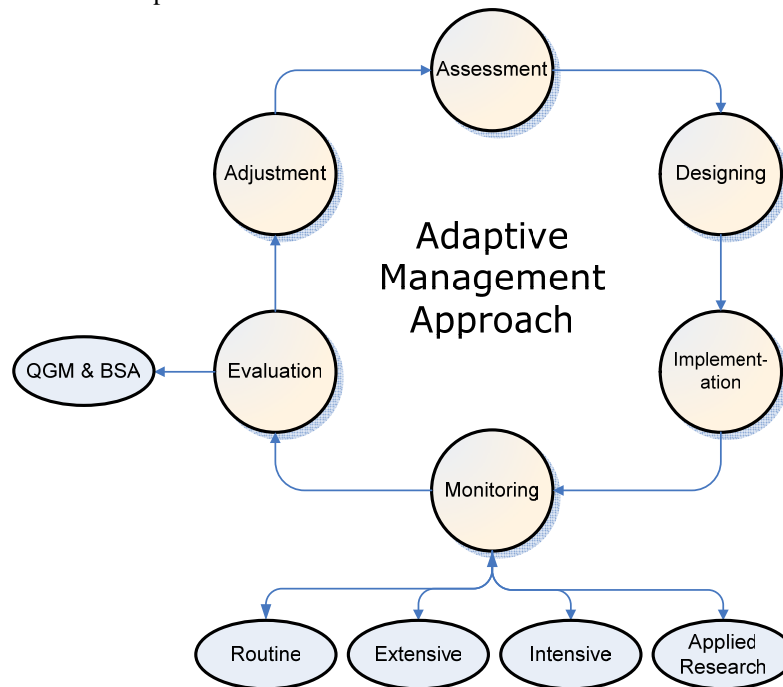 Assessment
Adjustment
Designing
Adaptive
Management
Approach
QGM & BSA
Evaluation
Implement-
ation
Monitoring
Routine
Extensive
Intensive
Applied
Research